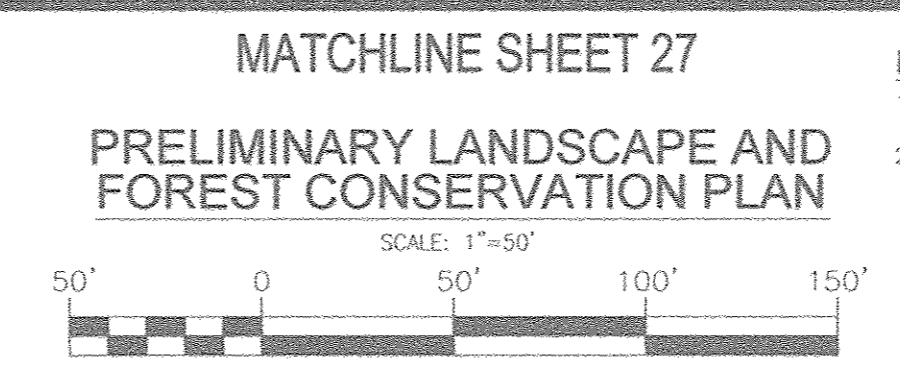 MATCHLINE SHEET 27
PRELIMINARY LANDSCAPE AND
FOREST CONSERVATION PLAN
SCALE: 1"=50'
50' 0 50' 100' 150'